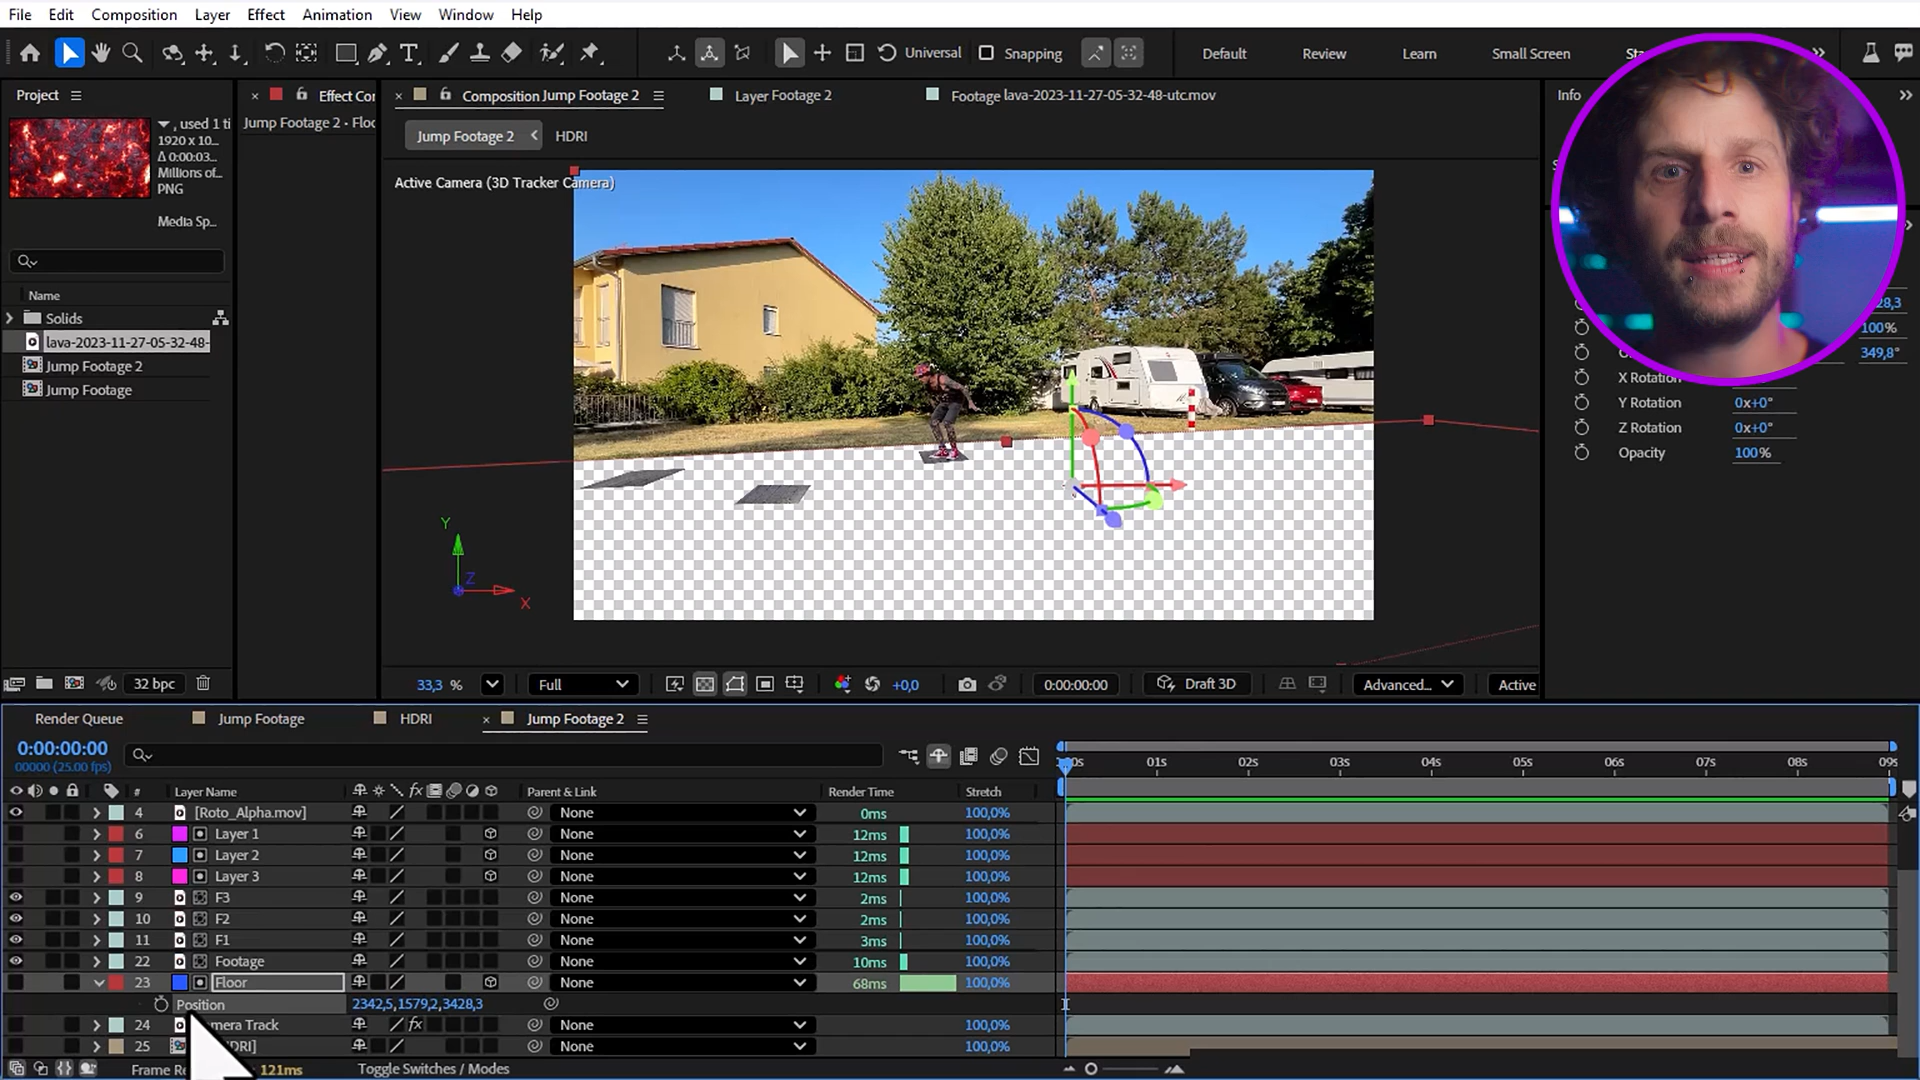 File Edit Composition Layer Effect Animation View Window Help
Universal Snapping Default Review Learn Small Screen
Project
Effect Cor
Composition Jump Footage 2
Layer Footage 2
Footage lava-2023-11-27-05-32-48-utc.mov
Info
, used 1 ti
1920 x 10...
Δ 0:00:03...
Millions of...
PNG
Media Sp...
Jump Footage 2 • Floc
Jump Footage 2 HDRI
Active Camera (3D Tracker Camera)
Name
Solids
lava-2023-11-27-05-32-48-
Jump Footage 2
Jump Footage
Y
Z
X
28,3
100%
349,8°
X Rotation
Y Rotation 0x+0°
Z Rotation 0x+0°
Opacity 100%
32 bpc
33,3 % Full +0,0 0:00:00:00 Draft 3D Advanced... Active
Render Queue Jump Footage HDRI Jump Footage 2
0:00:00:00
00000 (25.00 fps)
01s 02s 03s 04s 05s 06s 07s 08s 09s
# Layer Name fx Parent & Link Render Time Stretch
4 [Roto_Alpha.mov] None 0ms 100,0%
6 Layer 1 None 12ms 100,0%
7 Layer 2 None 12ms 100,0%
8 Layer 3 None 12ms 100,0%
9 F3 None 2ms 100,0%
10 F2 None 2ms 100,0%
11 F1 None 3ms 100,0%
22 Footage None 10ms 100,0%
23 Floor None 68ms 100,0%
Position 2342,5,1579,2,3428,3
24 mera Track fx None 100,0%
25 DRI] None 100,0%
Frame Re 121ms Toggle Switches / Modes